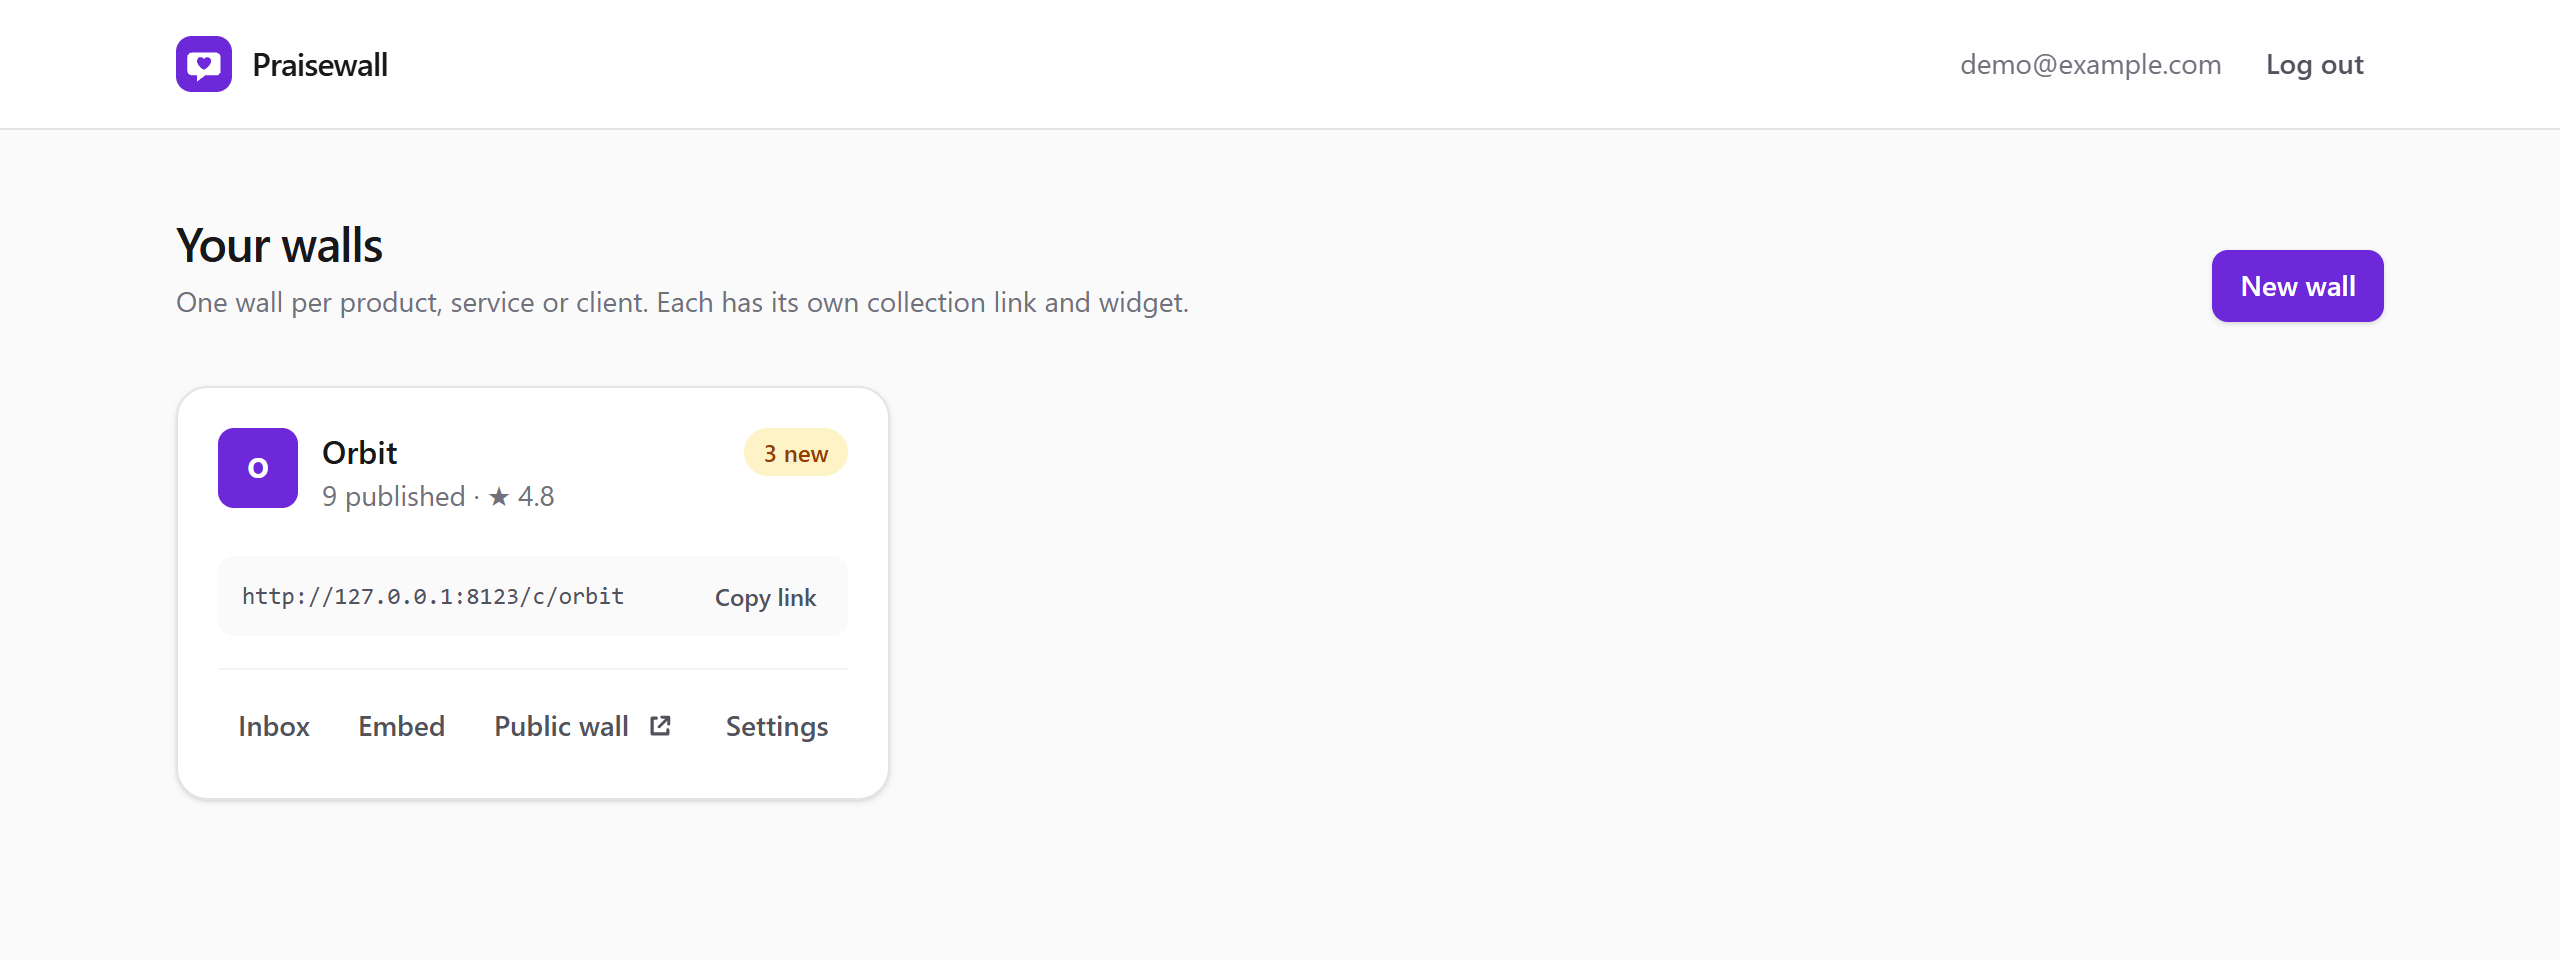 Praisewall
demo@example.com
Log out
Your walls
One wall per product, service or client. Each has its own collection link and widget.
New wall
O
Orbit
3 new
9 published · ★ 4.8
http://127.0.0.1:8123/c/orbit
Copy link
Inbox
Embed
Public wall
Settings